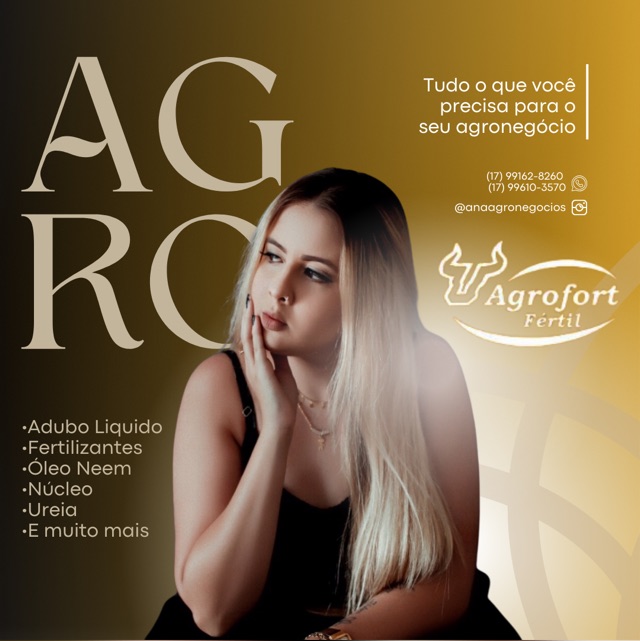 AG
RO
Tudo o que você
precisa para o
seu agronegócio
(17) 99162-8260
(17) 99610-3570
@anaagronegocios
Agrofort
Fértil
•Adubo Liquido
•Fertilizantes
•Óleo Neem
•Núcleo
•Ureia
•E muito mais